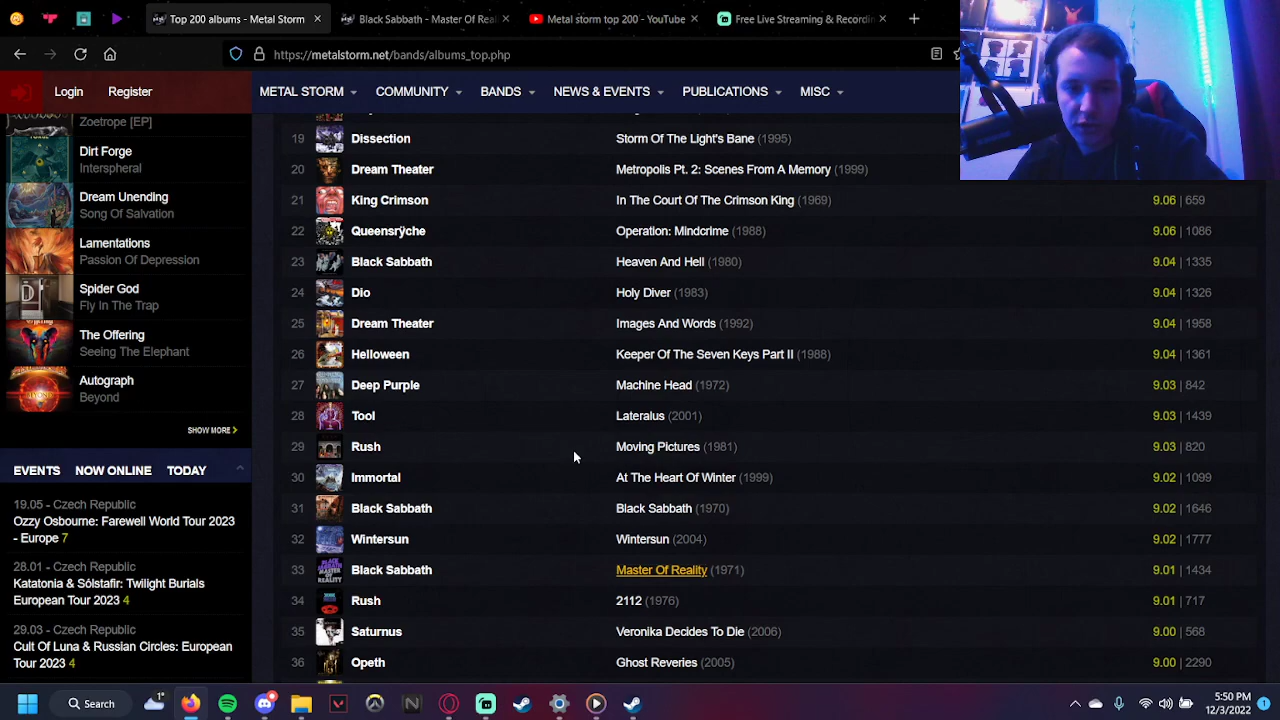 Top 200 albums - Metal Storm
Black Sabbath - Master Of Real
Metal storm top 200 - YouTube
Free Live Streaming & Recordin
https://metalstorm.net/bands/albums_top.php
Login Register METAL STORM COMMUNITY BANDS NEWS & EVENTS PUBLICATIONS MISC
Zoetrope [EP]
Dirt Forge
Interspheral
Dream Unending
Song Of Salvation
Lamentations
Passion Of Depression
Spider God
Fly In The Trap
The Offering
Seeing The Elephant
Autograph
Beyond
SHOW MORE
EVENTS NOW ONLINE TODAY
19.05 - Czech Republic
Ozzy Osbourne: Farewell World Tour 2023
- Europe 7
28.01 - Czech Republic
Katatonia & Sólstafir: Twilight Burials
European Tour 2023 4
29.03 - Czech Republic
Cult Of Luna & Russian Circles: European
Tour 2023 4
19 Dissection Storm Of The Light's Bane (1995)
20 Dream Theater Metropolis Pt. 2: Scenes From A Memory (1999)
21 King Crimson In The Court Of The Crimson King (1969) 9.06 |
22 Queensrÿche Operation: Mindcrime (1988) 9.06 | 1086
23 Black Sabbath Heaven And Hell (1980) 9.04 | 1335
24 Dio Holy Diver (1983) 9.04 | 1326
25 Dream Theater Images And Words (1992) 9.04 |
26 Helloween Keeper Of The Seven Keys Part II (1988) 9.04 | 1361
27 Deep Purple Machine Head (1972) 9.03 | 842
28 Tool Lateralus (2001) 9.03 | 1439
29 Rush Moving Pictures (1981) 9.03 | 820
30 Immortal At The Heart Of Winter (1999) 9.02 | 1099
31 Black Sabbath Black Sabbath (1970) 9.02 | 1646
32 Wintersun Wintersun (2004) 9.02 | 1777
33 Black Sabbath Master Of Reality (1971) 9.01 | 1434
34 Rush 2112 (1976) 9.01 | 717
35 Saturnus Veronika Decides To Die (2006) 9.00 | 568
36 Opeth Ghost Reveries (2005) 9.00 | 2290
Search
5:50 PM
12/3/2022